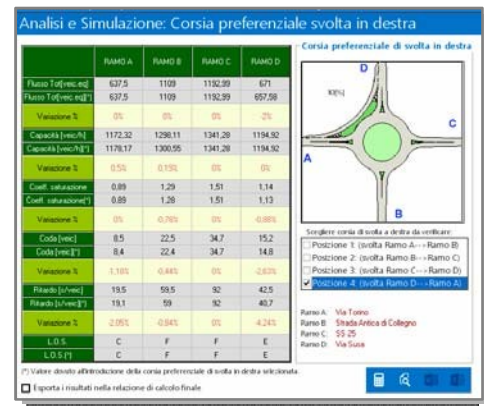 Analisi e Simulazione: Corsia preferenziale svolta in destra
RAMO A RAMO B RAMO C RAMO D
Flusso Tot[veic.eq] 637,5 1109 1192,99 671
Flusso Tot[veic.eq](*) 637,5 1109 1192,99 657,58
Variazione % 0% 0% 0% -2%
Capacità [veic/h] 1172,32 1298,11 1341,28 1194,92
Capacità [veic/h](*) 1178,17 1300,55 1341,28 1194,92
Variazione % 0,5% 0,19% 0% 0%
Coeff. saturazione 0,89 1,29 1,51 1,14
Coeff. saturazione(*) 0,89 1,28 1,51 1,13
Variazione % 0% -0,78% 0% -0,88%
Coda [veic] 8,5 22,5 34,7 15,2
Coda [veic](*) 8,4 22,4 34,7 14,8
Variazione % 1,18% -0,44% 0% -2,63%
Ritardo [s/veic] 19,5 59,5 92 42,5
Ritardo [s/veic](*) 19,1 59 92 40,7
Variazione % -2,05% -0,84% 0% -4,24%
L.O.S. C F F E
L.O.S.(*) C F F E
(*) Valore dovuto all'introduzione della corsia preferenziale di svolta in destra selezionata.
Esporta i risultati nella relazione di calcolo finale
Corsia preferenziale di svolta in destra
D
X(%)
C
A
B
Scegliere corsia di svolta a destra da verificare:
Posizione 1: (svolta Ramo A-->Ramo B)
Posizione 2: (svolta Ramo B-->Ramo C)
Posizione 3: (svolta Ramo C-->Ramo D)
Posizione 4: (svolta Ramo D-->Ramo A)
Ramo A: Via Torino
Ramo B: Strada Antica di Collegno
Ramo C: SS 25
Ramo D: Via Susa